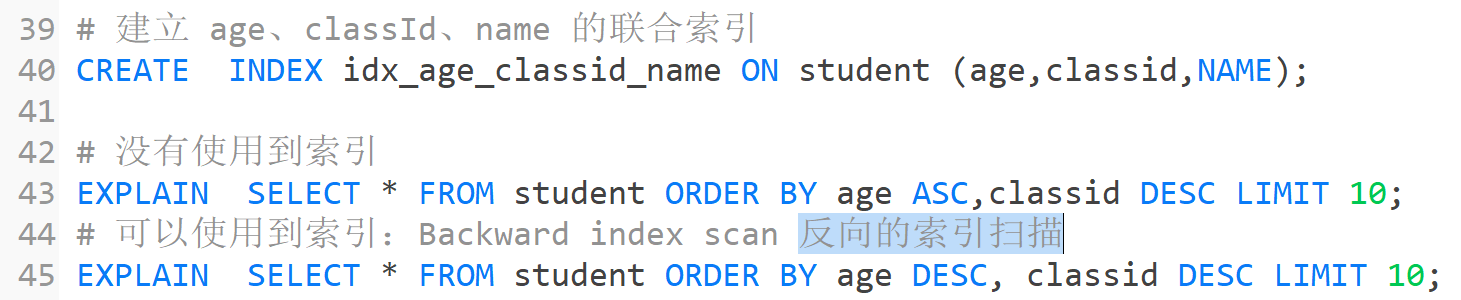 39 # 建立 age、classId、name 的联合索引
40 CREATE  INDEX idx_age_classid_name ON student (age,classid,NAME);
41
42 # 没有使用到索引
43 EXPLAIN  SELECT * FROM student ORDER BY age ASC,classid DESC LIMIT 10;
44 # 可以使用到索引：Backward index scan 反向的索引扫描
45 EXPLAIN  SELECT * FROM student ORDER BY age DESC, classid DESC LIMIT 10;